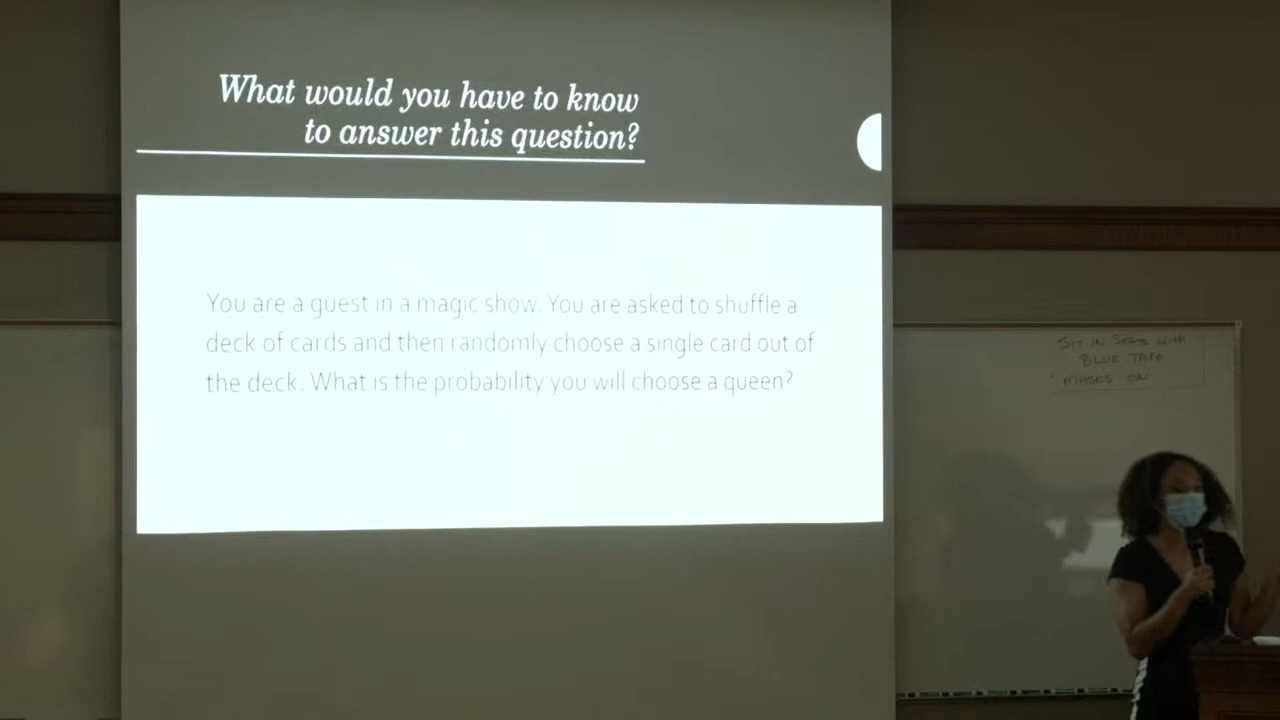 What would you have to know
to answer this question?
You are a guest in a magic show. You are asked to shuffle a
deck of cards and then randomly choose a single card out of
the deck. What is the probability you will choose a queen?
SIT IN SEATS WITH
BLUE TAPE
MASKS ON